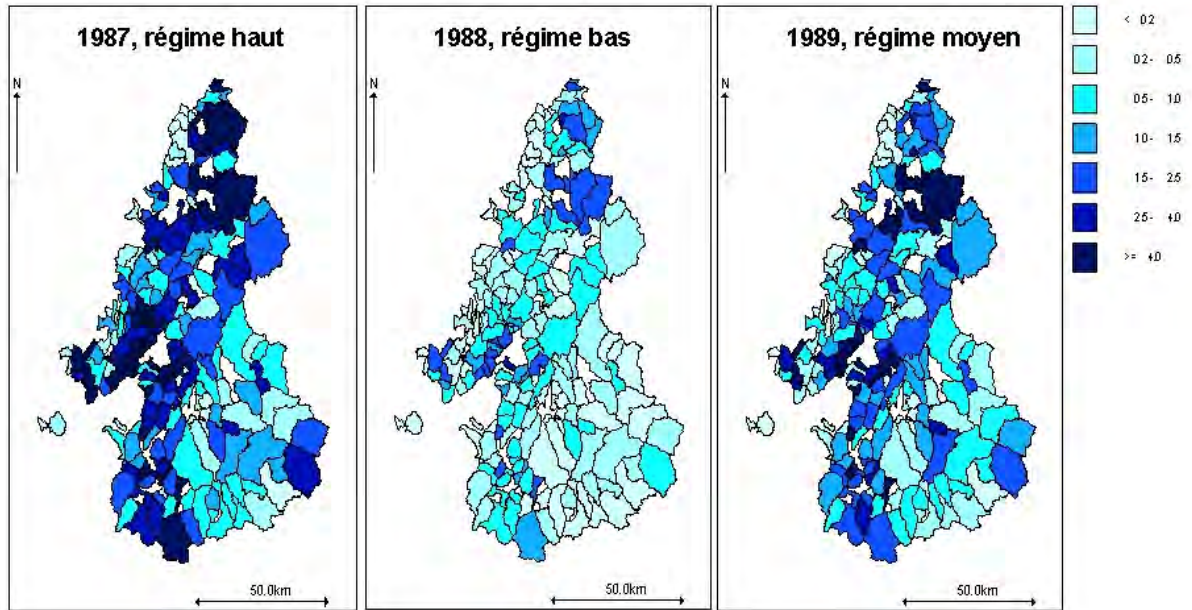 1987, régime haut
N
50.0km
1988, régime bas
50.0km
1989, régime moyen
N
50.0km
< 0.2
0.2 - 0.5
0.5 - 1.0
1.0 - 1.5
1.5 - 2.5
2.5 - 4.0
>= 4.0